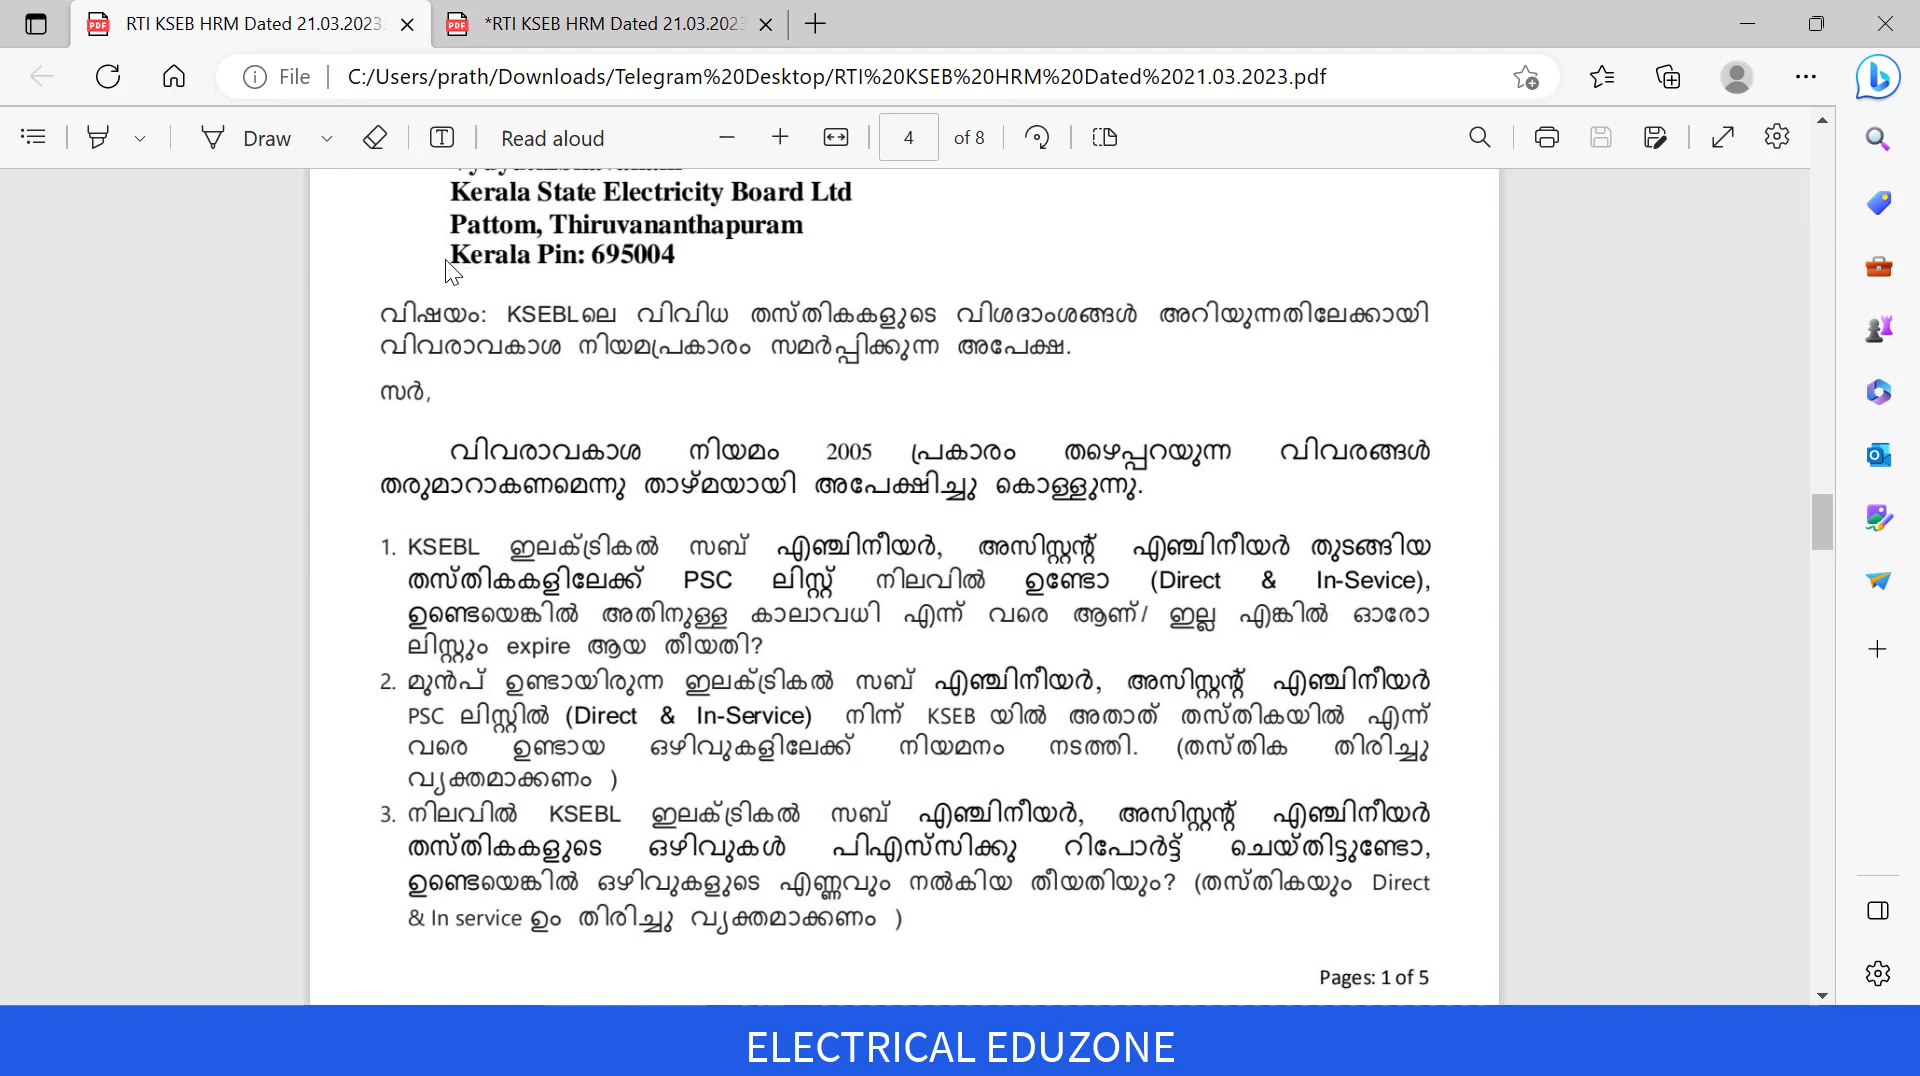 RTI KSEB HRM Dated 21.03.2023.
*RTI KSEB HRM Dated 21.03.2023
File
C:/Users/prath/Downloads/Telegram%20Desktop/RTI%20KSEB%20HRM%20Dated%2021.03.2023.pdf
Draw Read aloud 4 of 8
Kerala State Electricity Board Ltd
Pattom, Thiruvananthapuram
Kerala Pin: 695004
വിഷയം: KSEBLലെ വിവിധ തസ്തികകളുടെ വിശദാംശങ്ങൾ അറിയുന്നതിലേക്കായി
വിവരാവകാശ നിയമപ്രകാരം സമർപ്പിക്കുന്ന അപേക്ഷ.
സർ,
വിവരാവകാശ നിയമം 2005 പ്രകാരം തഴെപ്പറയുന്ന വിവരങ്ങൾ
തരുമാറാകണമെന്നു താഴ്മയായി അപേക്ഷിച്ചു കൊള്ളുന്നു.
1. KSEBL ഇലക്ട്രികൽ സബ് എഞ്ചിനീയർ, അസിസ്റ്റന്റ് എഞ്ചിനീയർ തുടങ്ങിയ
തസ്തികകളിലേക്ക് PSC ലിസ്റ്റ് നിലവിൽ ഉണ്ടോ (Direct & In-Sevice),
ഉണ്ടെയെങ്കിൽ അതിനുള്ള കാലാവധി എന്ന് വരെ ആണ്/ ഇല്ല എങ്കിൽ ഓരോ
ലിസ്റ്റും expire ആയ തീയതി?
2. മുൻപ് ഉണ്ടായിരുന്ന ഇലക്ട്രികൽ സബ് എഞ്ചിനീയർ, അസിസ്റ്റന്റ് എഞ്ചിനീയർ
PSC ലിസ്റ്റിൽ (Direct & In-Service) നിന്ന് KSEB യിൽ അതാത് തസ്തികയിൽ എന്ന്
വരെ ഉണ്ടായ ഒഴിവുകളിലേക്ക് നിയമനം നടത്തി. (തസ്തിക തിരിച്ചു
വ്യക്തമാക്കണം )
3. നിലവിൽ KSEBL ഇലക്ട്രികൽ സബ് എഞ്ചിനീയർ, അസിസ്റ്റന്റ് എഞ്ചിനീയർ
തസ്തികകളുടെ ഒഴിവുകൾ പിഎസ്സിക്കു റിപോർട്ട് ചെയ്തിട്ടുണ്ടോ,
ഉണ്ടെയെങ്കിൽ ഒഴിവുകളുടെ എണ്ണവും നൽകിയ തീയതിയും? (തസ്തികയും Direct
& In service ഉം തിരിച്ചു വ്യക്തമാക്കണം )
Pages: 1 of 5
ELECTRICAL EDUZONE